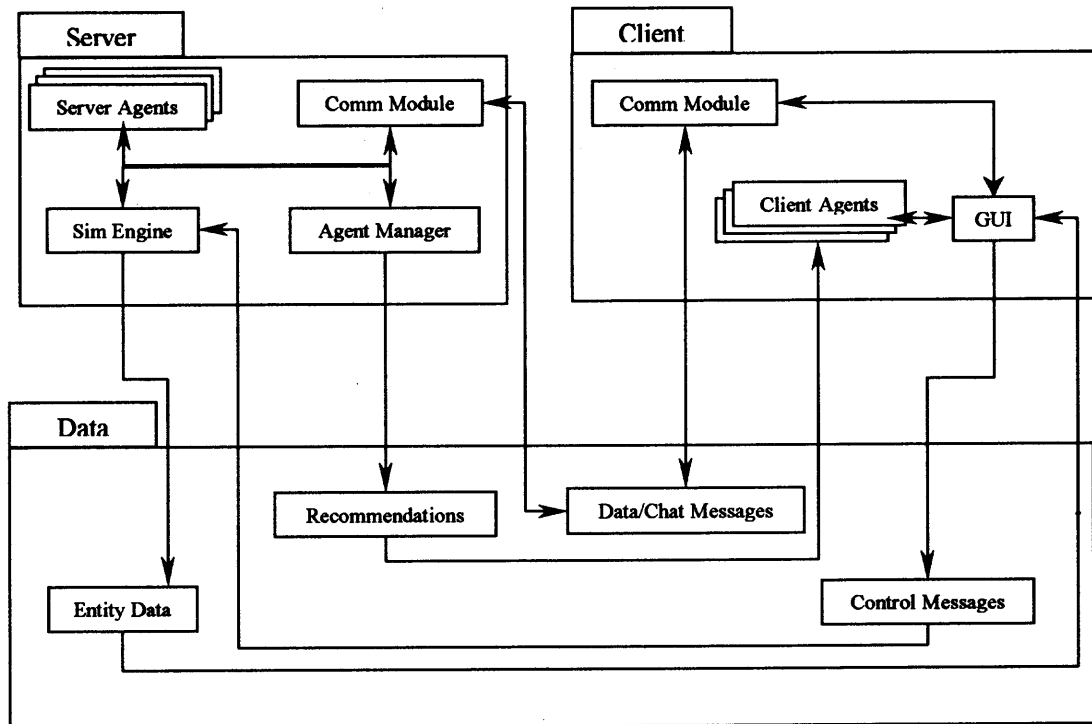 Server
Client
Server Agents
Comm Module
Comm Module
Client Agents
Sim Engine
Agent Manager
GUI
Data
Recommendations
Data/Chat Messages
Entity Data
Control Messages